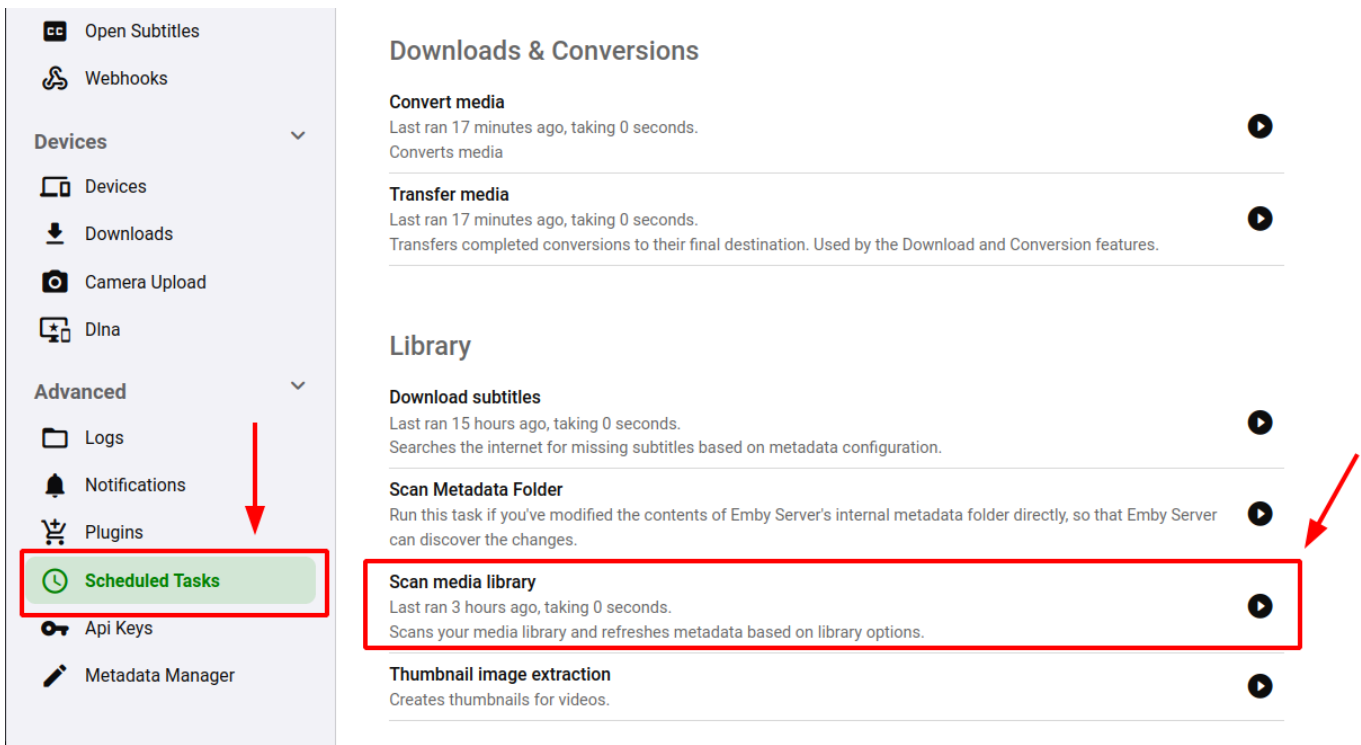 CC
Open Subtitles
Webhooks
Devices
Devices
Downloads
Camera Upload
Dlna
Advanced
Logs
Notifications
Plugins
Scheduled Tasks
Api Keys
Metadata Manager
Downloads & Conversions
Convert media
Last ran 17 minutes ago, taking 0 seconds.
Converts media
Transfer media
Last ran 17 minutes ago, taking 0 seconds.
Transfers completed conversions to their final destination. Used by the Download and Conversion features.
Library
Download subtitles
Last ran 15 hours ago, taking 0 seconds.
Searches the internet for missing subtitles based on metadata configuration.
Scan Metadata Folder
Run this task if you've modified the contents of Emby Server's internal metadata folder directly, so that Emby Server
can discover the changes.
Scan media library
Last ran 3 hours ago, taking 0 seconds.
Scans your media library and refreshes metadata based on library options.
Thumbnail image extraction
Creates thumbnails for videos.